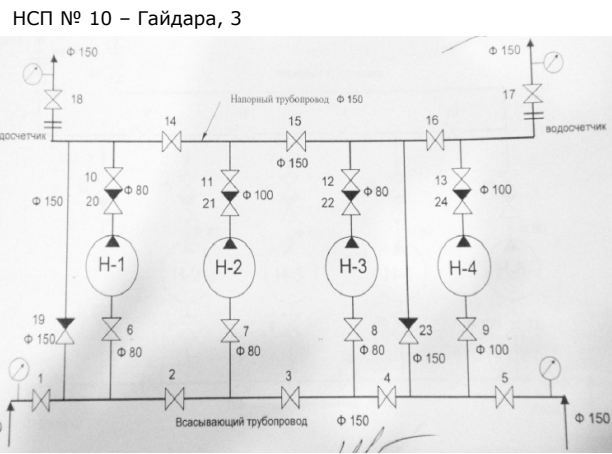 НСП № 10 – Гайдара, 3
Ф 150
Ф 150
18
17
Напорный трубопровод Ф 150
14
15
16
водосчетчик
Ф 150
10
Ф 80
20
11
Ф 100
21
12
Ф 80
22
13
Ф 100
24
Ф 150
Н-1
Н-2
Н-3
Н-4
19
Ф 150
6
Ф 80
7
Ф 80
8
Ф 80
23
Ф 150
9
Ф 100
1
2
3
4
5
Всасывающий трубопровод Ф 150
Ф 150